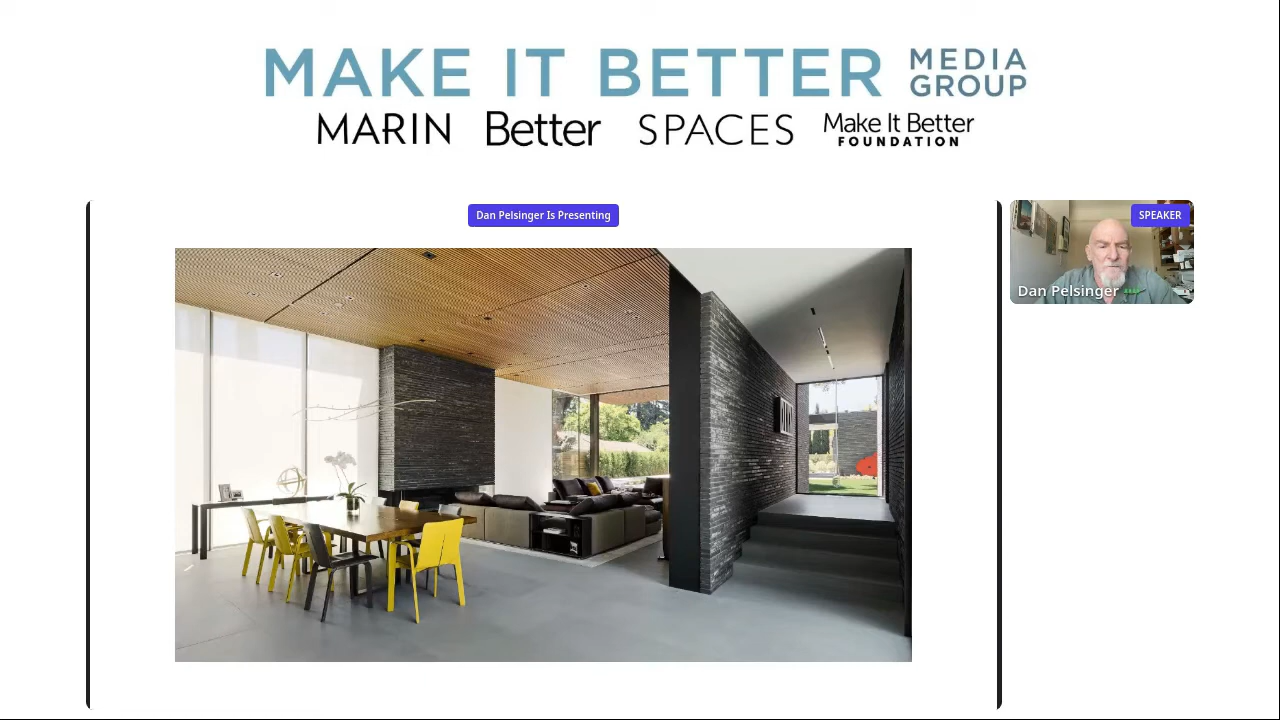 MAKE IT BETTER MEDIA GROUP
MARIN Better SPACES Make It Better FOUNDATION
Dan Pelsinger Is Presenting
SPEAKER
Dan Pelsinger